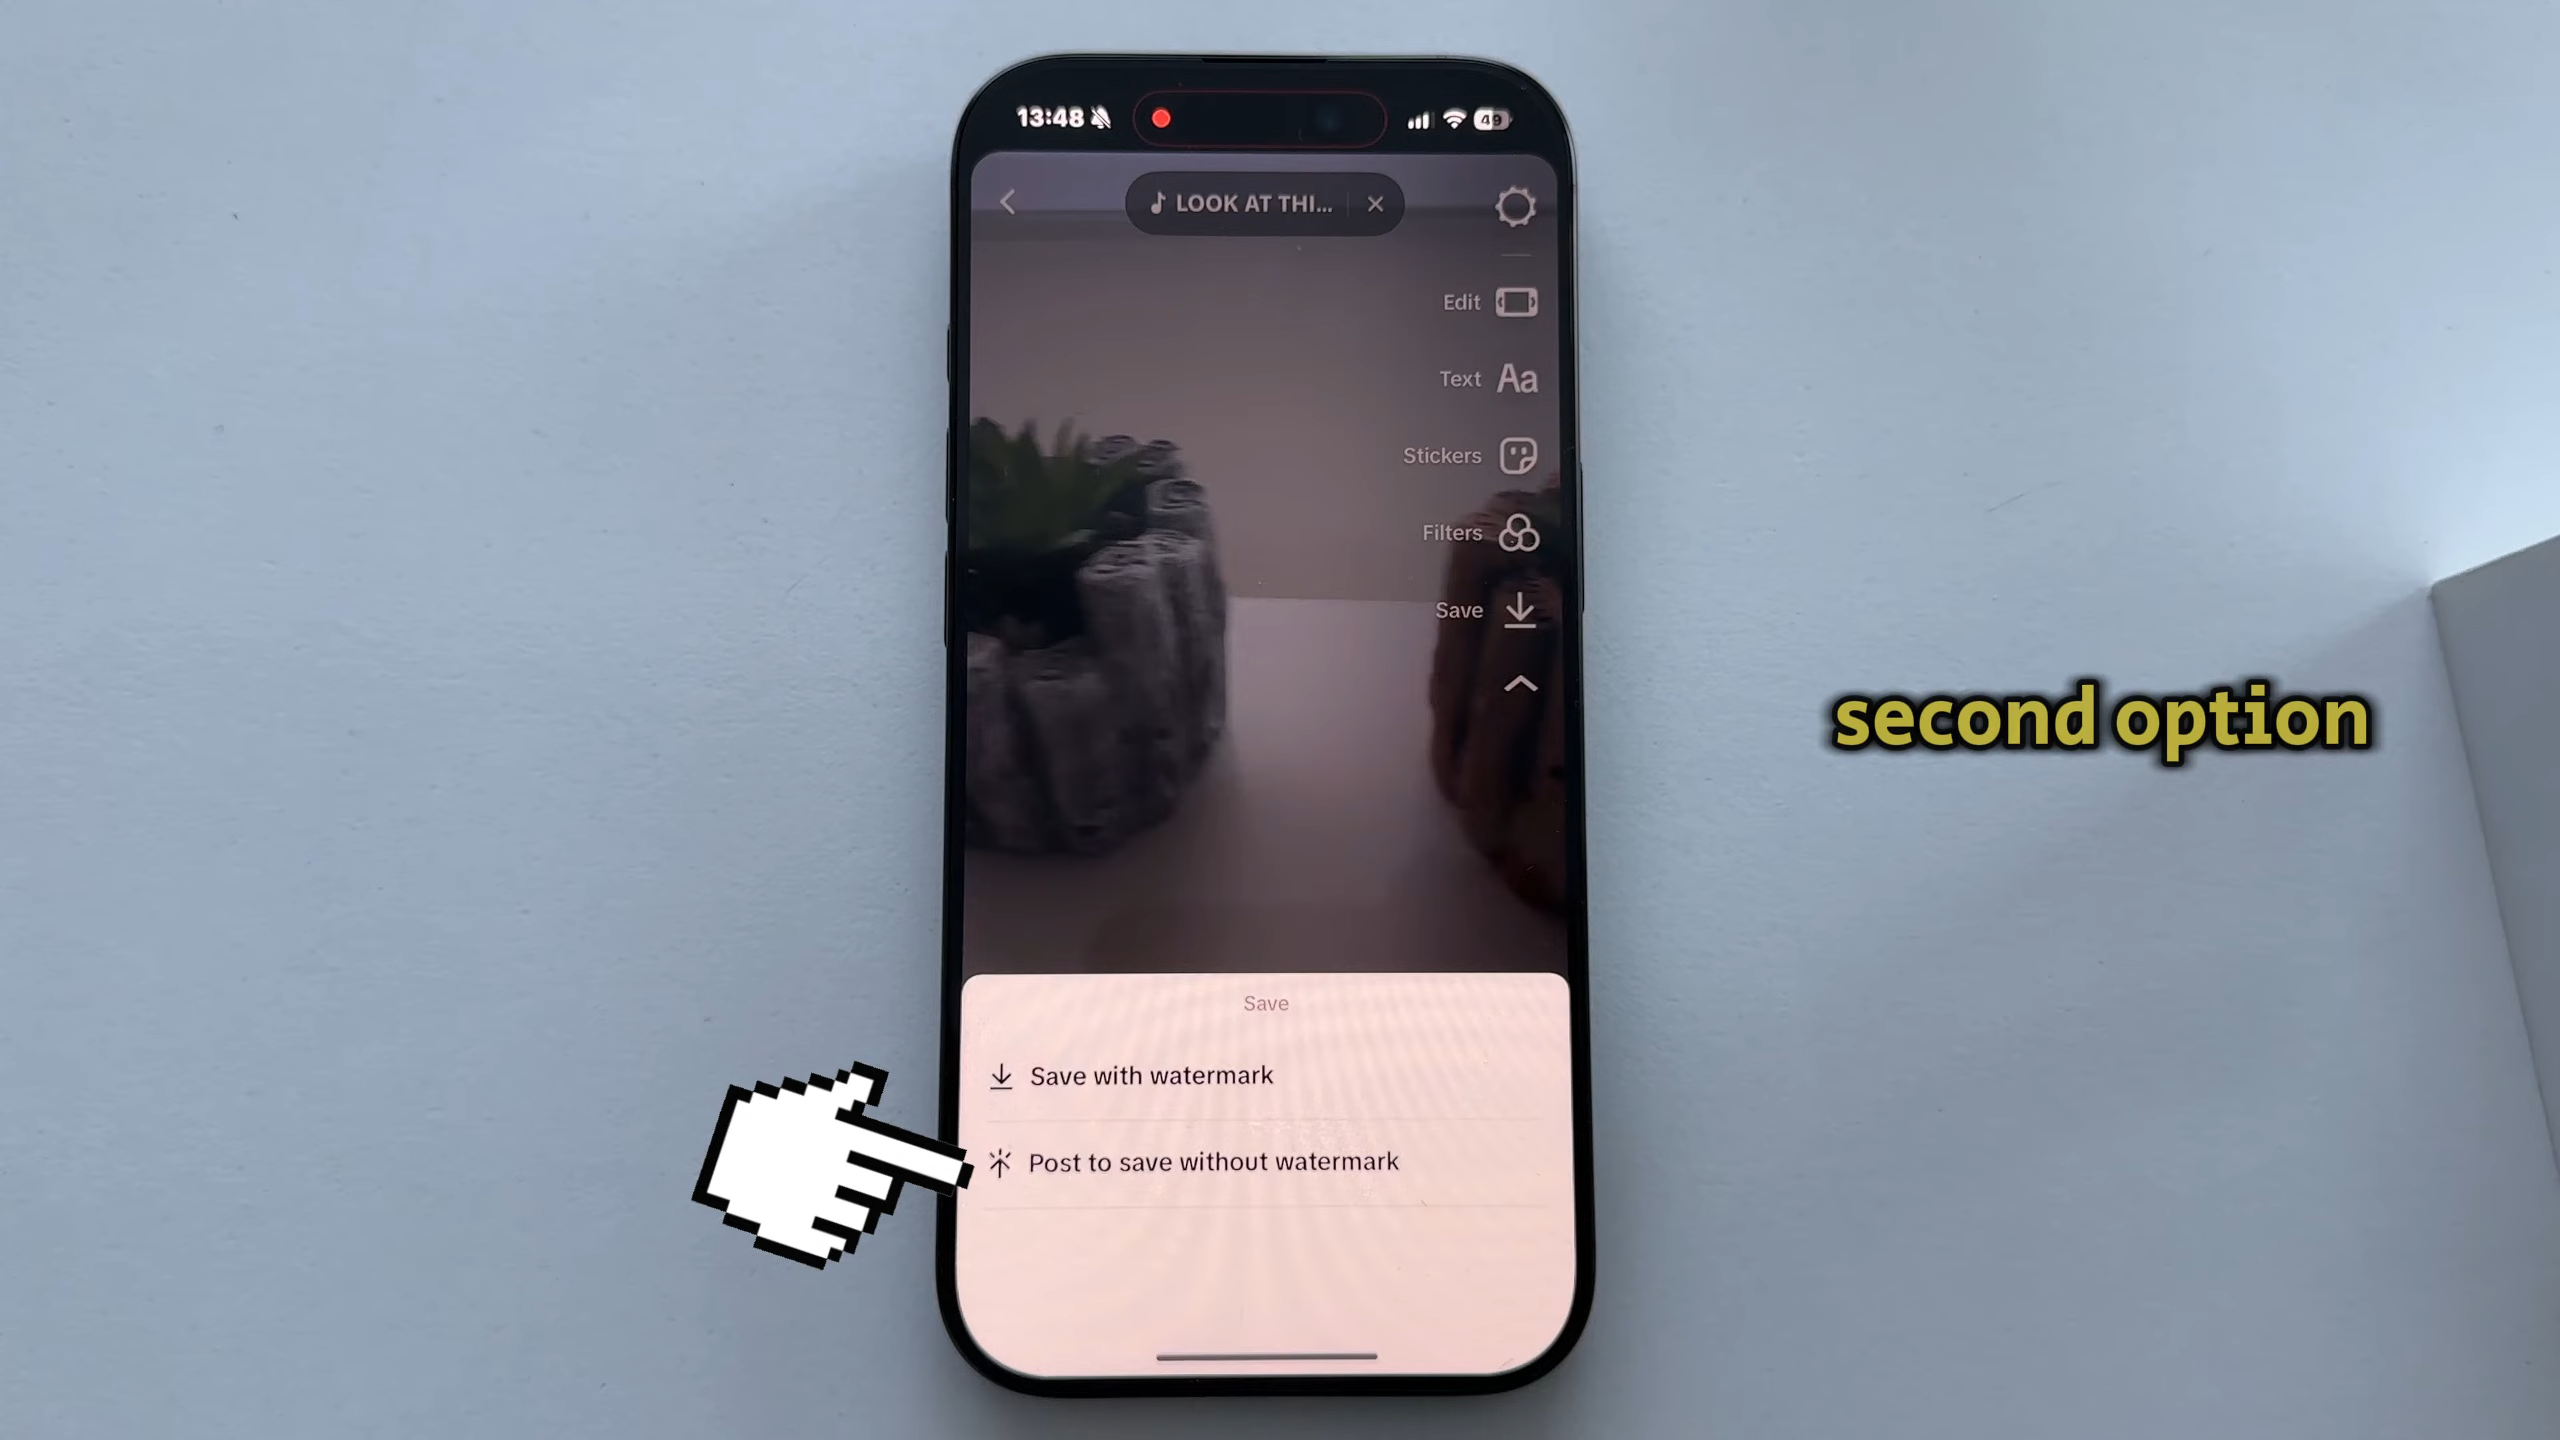 13:48
49
LOOK AT THI...
Edit
Text Aa
Stickers
Filters
Save
second option
Save
Save with watermark
Post to save without watermark